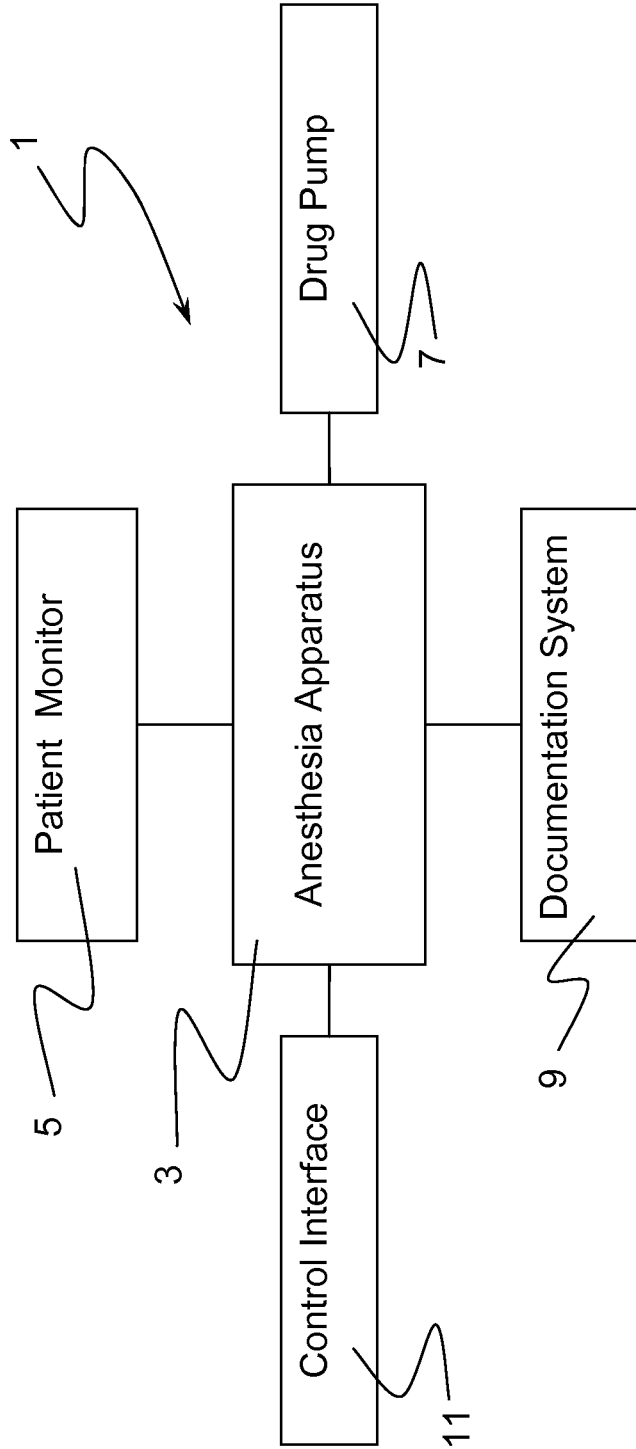 1
Patient Monitor
5
Control Interface
11
Anesthesia Apparatus
3
Drug Pump
7
Documentation System
9